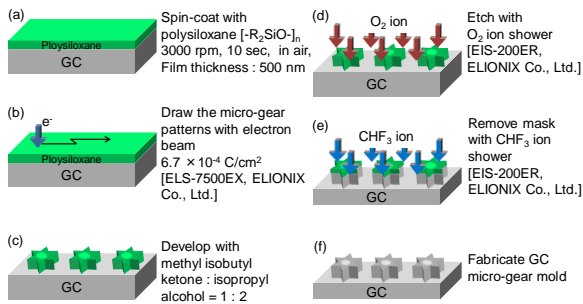 (a)
Ploysiloxane
GC
Spin-coat with
polysiloxane [-R₂SiO-]ₙ
3000 rpm, 10 sec, in air,
Film thickness : 500 nm
(b)
e⁻
Ploysiloxane
GC
Draw the micro-gear
patterns with electron
beam
6.7 × 10⁻⁴ C/cm²
[ELS-7500EX, ELIONIX
Co., Ltd.]
(c)
GC
Develop with
methyl isobutyl
ketone : isopropyl
alcohol = 1 : 2
(d)
O₂ ion
GC
Etch with
O₂ ion shower
[EIS-200ER,
ELIONIX Co., Ltd.]
(e)
CHF₃ ion
GC
Remove mask
with CHF₃ ion
shower
[EIS-200ER,
ELIONIX Co., Ltd.]
(f)
GC
Fabricate GC
micro-gear mold